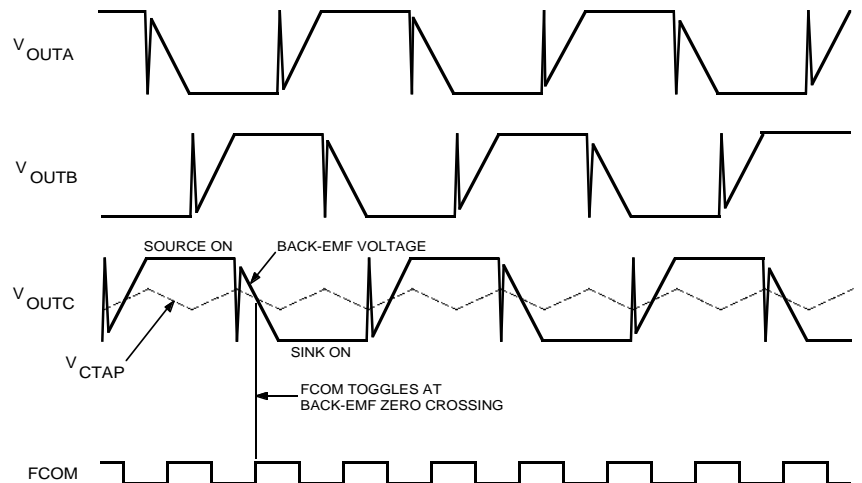 V OUTA
V OUTB
SOURCE ON
BACK-EMF VOLTAGE
V OUTC
SINK ON
V CTAP
FCOM TOGGLES AT
BACK-EMF ZERO CROSSING
FCOM